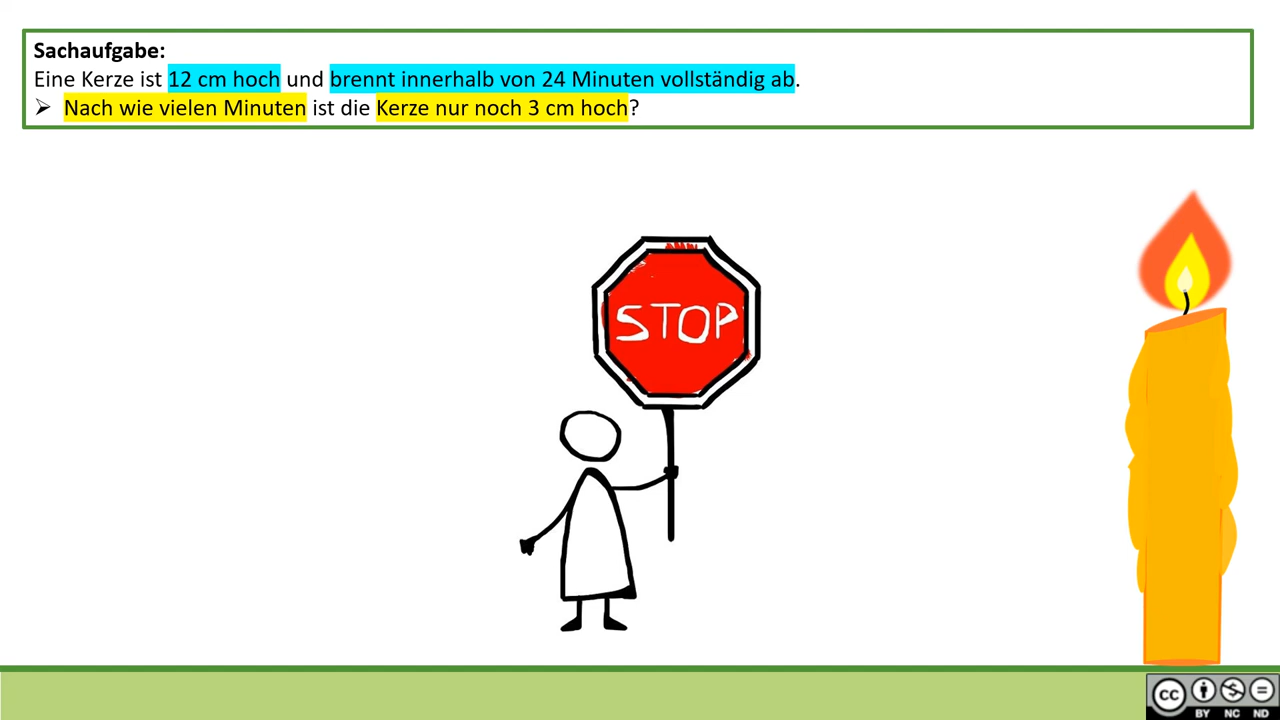 Sachaufgabe:
Eine Kerze ist 12 cm hoch und brennt innerhalb von 24 Minuten vollständig ab.
➢ Nach wie vielen Minuten ist die Kerze nur noch 3 cm hoch?
STOP
CC BY NC ND